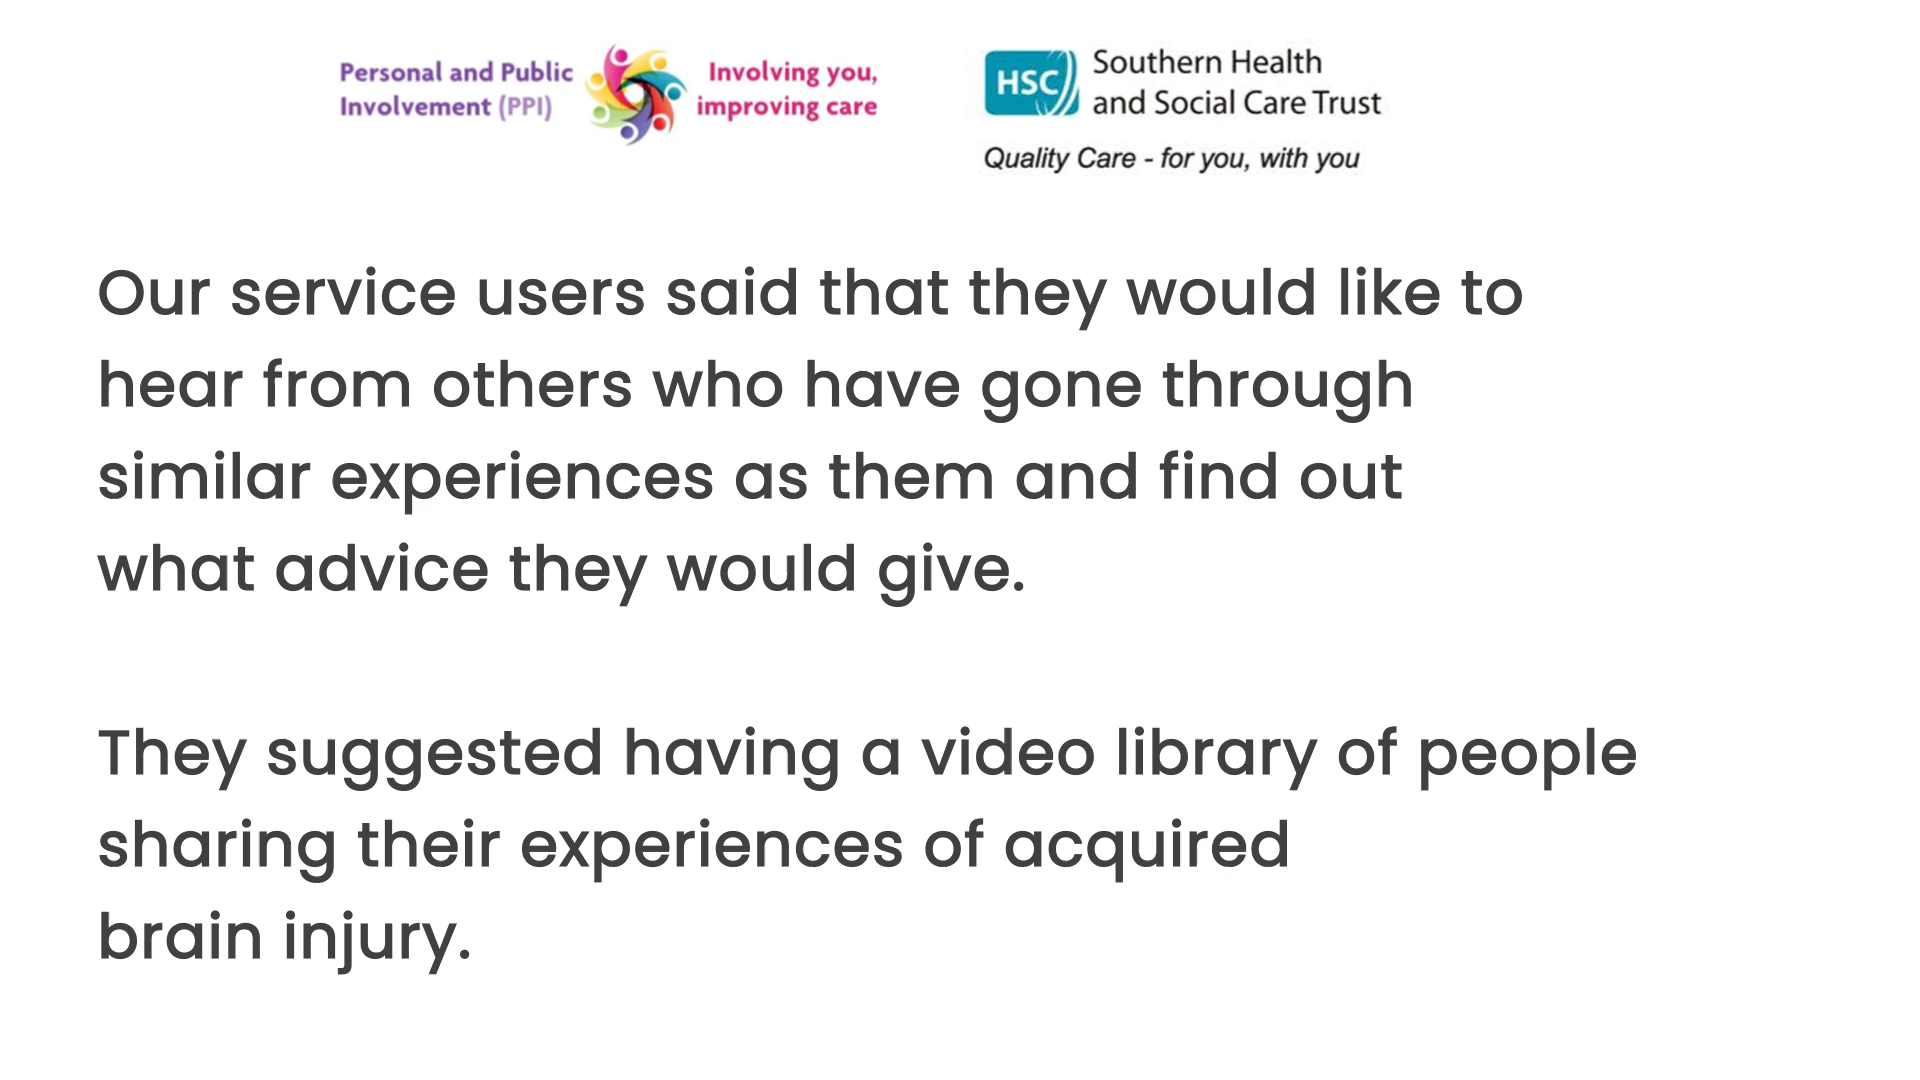 Personal and Public
Involvement (PPI)
Involving you,
improving care
HSC
Southern Health
and Social Care Trust
Quality Care - for you, with you
Our service users said that they would like to
hear from others who have gone through
similar experiences as them and find out
what advice they would give.
They suggested having a video library of people
sharing their experiences of acquired
brain injury.